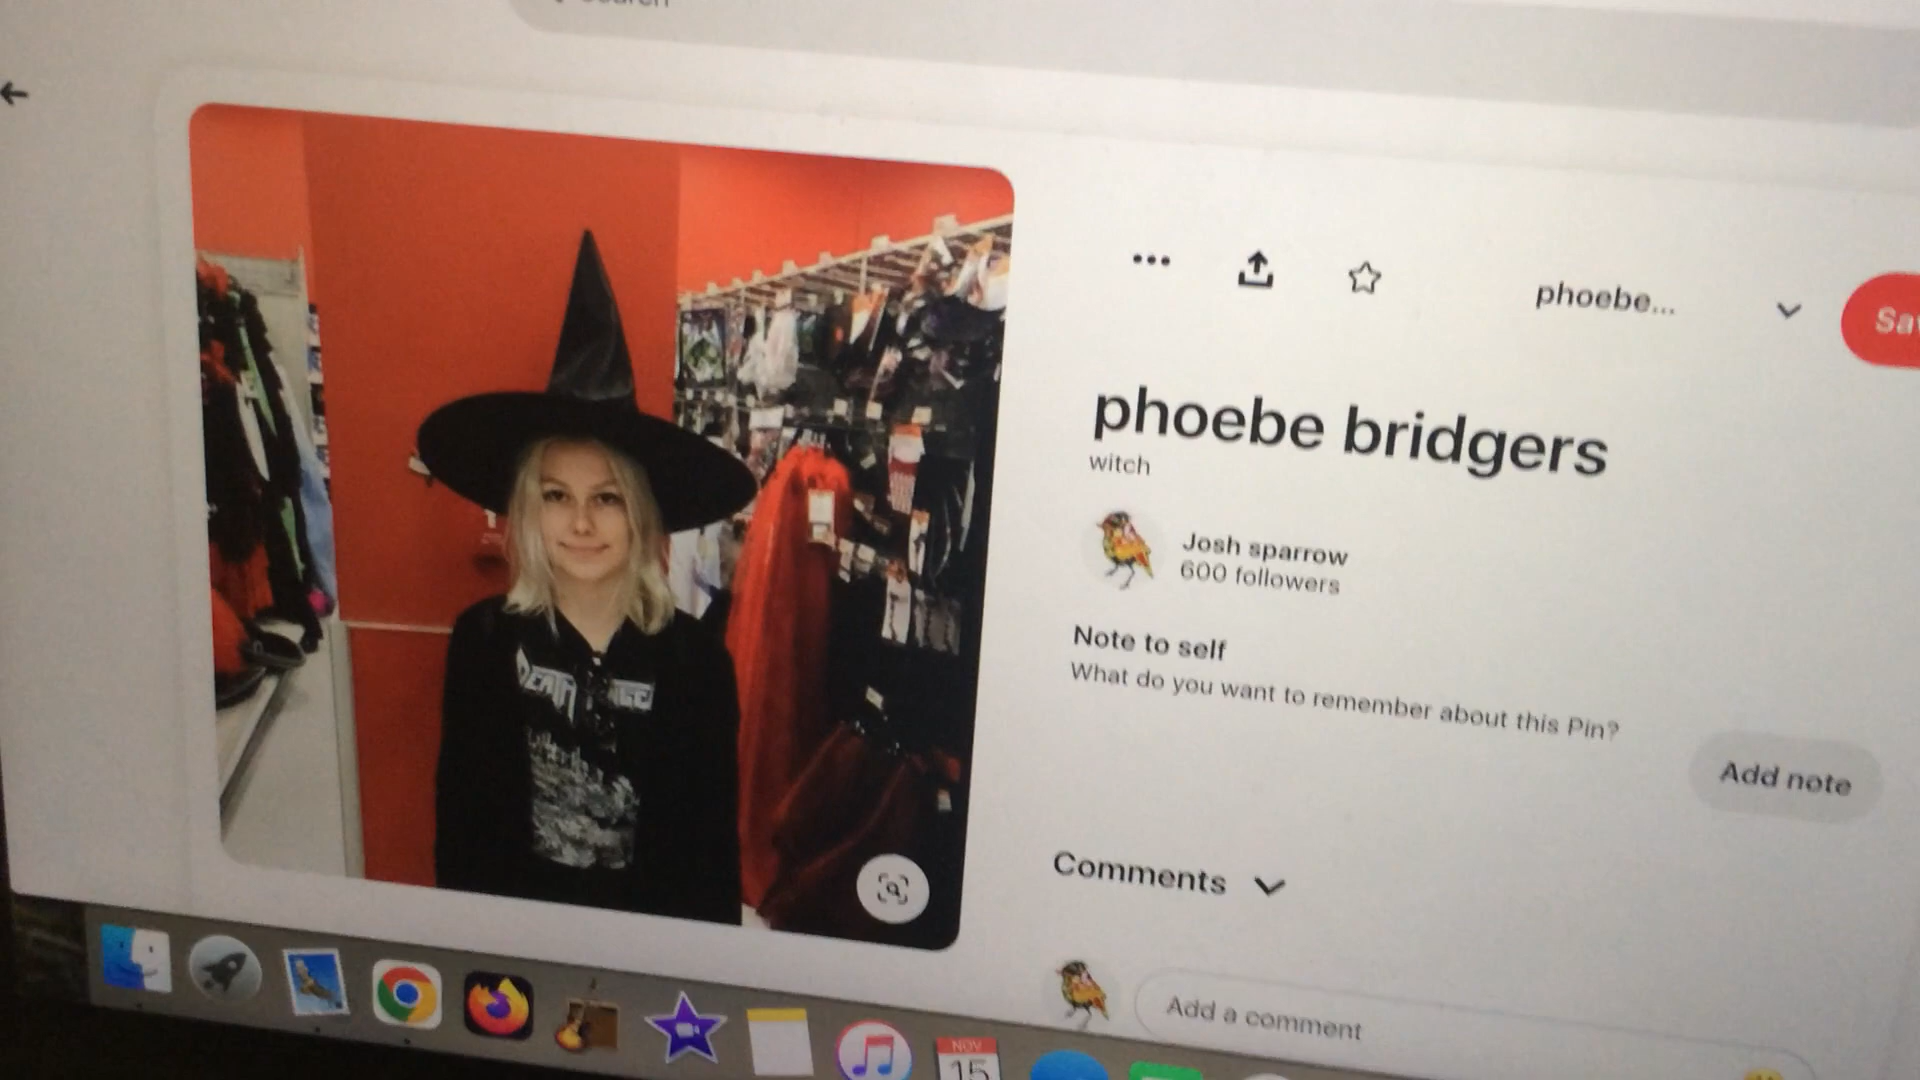 phoebe...
phoebe bridgers
witch
Josh sparrow
600 followers
Note to self
What do you want to remember about this Pin?
Add note
Comments
Add a comment
NOV
15